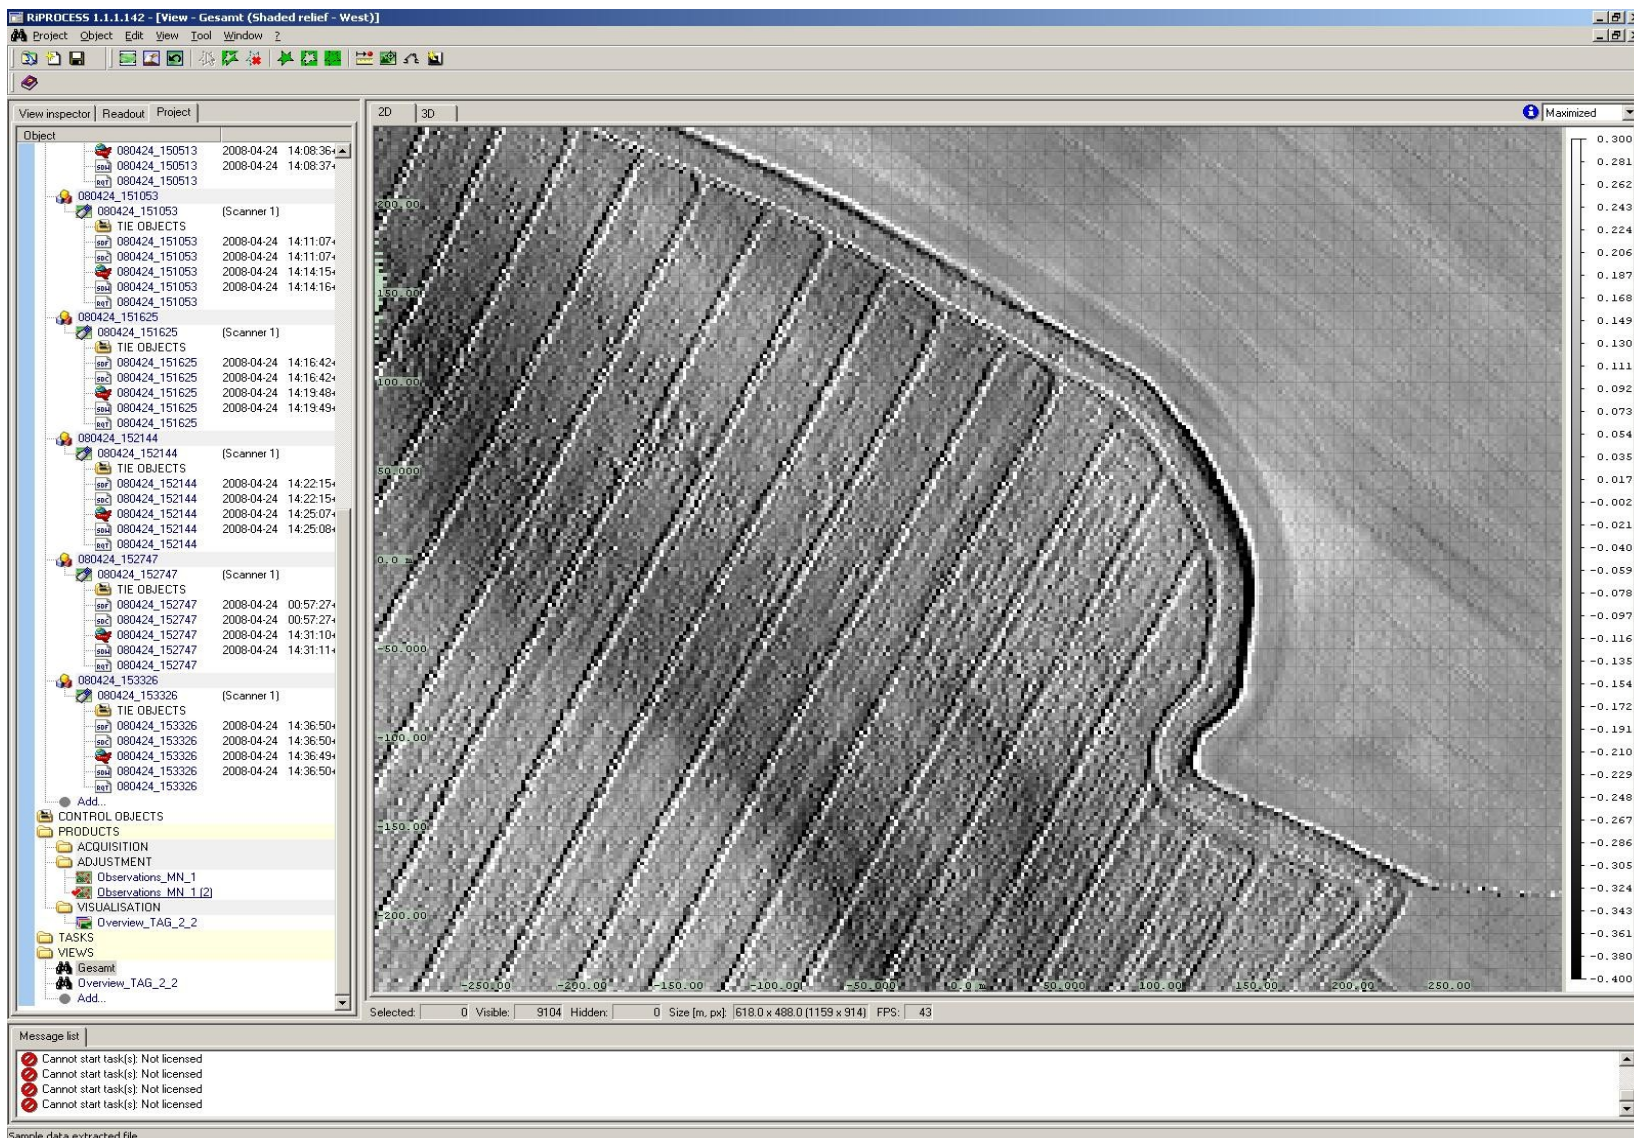 RiPROCESS 1.1.1.142 - [View - Gesamt (Shaded relief - West)]
Project Object Edit View Tool Window ?
View inspector Readout Project
Object
080424_150513 2008-04-24 14:08:36+
080424_150513 2008-04-24 14:08:37+
080424_150513
080424_151053
080424_151053 (Scanner 1)
TIE OBJECTS
080424_151053 2008-04-24 14:11:07+
080424_151053 2008-04-24 14:11:07+
080424_151053 2008-04-24 14:14:15+
080424_151053 2008-04-24 14:14:16+
080424_151053
080424_151625
080424_151625 (Scanner 1)
TIE OBJECTS
080424_151625 2008-04-24 14:16:42+
080424_151625 2008-04-24 14:16:42+
080424_151625 2008-04-24 14:19:48+
080424_151625 2008-04-24 14:19:49+
080424_151625
080424_152144
080424_152144 (Scanner 1)
TIE OBJECTS
080424_152144 2008-04-24 14:22:15+
080424_152144 2008-04-24 14:22:15+
080424_152144 2008-04-24 14:25:07+
080424_152144 2008-04-24 14:25:08+
080424_152144
080424_152747
080424_152747 (Scanner 1)
TIE OBJECTS
080424_152747 2008-04-24 00:57:27+
080424_152747 2008-04-24 00:57:27+
080424_152747 2008-04-24 14:31:10+
080424_152747 2008-04-24 14:31:11+
080424_152747
080424_153326
080424_153326 (Scanner 1)
TIE OBJECTS
080424_153326 2008-04-24 14:36:50+
080424_153326 2008-04-24 14:36:50+
080424_153326 2008-04-24 14:36:49+
080424_153326 2008-04-24 14:36:50+
080424_153326
Add...
CONTROL OBJECTS
PRODUCTS
ACQUISITION
ADJUSTMENT
Observations_MN_1
Observations_MN_1 (2)
VISUALISATION
Overview_TAG_2_2
TASKS
VIEWS
Gesamt
Overview_TAG_2_2
Add...
2D 3D
Maximized
200.00
150.00
100.00
50.000
0.0 m
-50.000
-100.00
-150.00
-200.00
-250.00 -200.00 -150.00 -100.00 -50.000 0.0 m 50.000 100.00 150.00 200.00 250.00
0.300
0.281
0.262
0.243
0.224
0.206
0.187
0.168
0.149
0.130
0.111
0.092
0.073
0.054
0.035
0.017
-0.002
-0.021
-0.040
-0.059
-0.078
-0.097
-0.116
-0.135
-0.154
-0.172
-0.191
-0.210
-0.229
-0.248
-0.267
-0.286
-0.305
-0.324
-0.343
-0.361
-0.380
-0.400
Selected: 0 Visible: 9104 Hidden: 0 Size [m, px]: 618.0 x 488.0 (1159 x 914) FPS: 43
Message list
Cannot start task(s): Not licensed
Cannot start task(s): Not licensed
Cannot start task(s): Not licensed
Cannot start task(s): Not licensed
Sample data extracted file